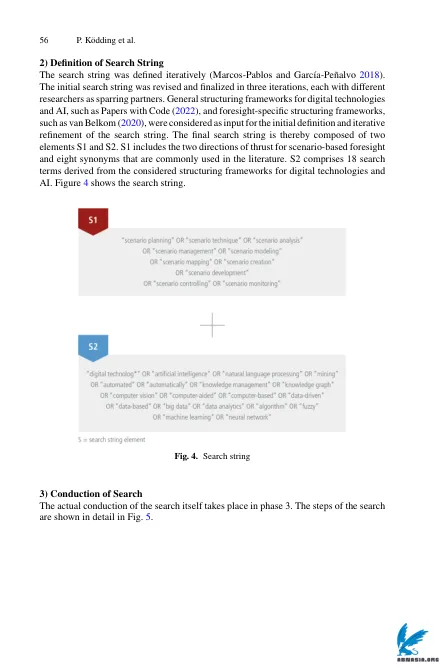 56 P. Ködding et al.
2) Definition of Search String
The search string was defined iteratively (Marcos-Pablos and García-Peñalvo 2018).
The initial search string was revised and finalized in three iterations, each with different
researchers as sparring partners. General structuring frameworks for digital technologies
and AI, such as Papers with Code (2022), and foresight-specific structuring frameworks,
such as van Belkom (2020), were considered as input for the initial definition and iterative
refinement of the search string. The final search string is thereby composed of two
elements S1 and S2. S1 includes the two directions of thrust for scenario-based foresight
and eight synonyms that are commonly used in the literature. S2 comprises 18 search
terms derived from the considered structuring frameworks for digital technologies and
AI. Figure 4 shows the search string.
S1
"scenario planning" OR "scenario technique" OR "scenario analysis"
OR "scenario management" OR "scenario modeling"
OR "scenario mapping" OR "scenario creation"
OR "scenario development"
OR "scenario controlling" OR "scenario monitoring"
S2
"digital technolog*" OR "artificial intelligence" OR "natural language processing" OR "mining"
OR "automated" OR "automatically" OR "knowledge management" OR "knowledge graph"
OR "computer vision" OR "computer-aided" OR "computer-based" OR "data-driven"
OR "data-based" OR "big data" OR "data analytics" OR "algorithm" OR "fuzzy"
OR "machine learning" OR "neural network"
S = search string element
Fig. 4. Search string
3) Conduction of Search
The actual conduction of the search itself takes place in phase 3. The steps of the search
are shown in detail in Fig. 5.